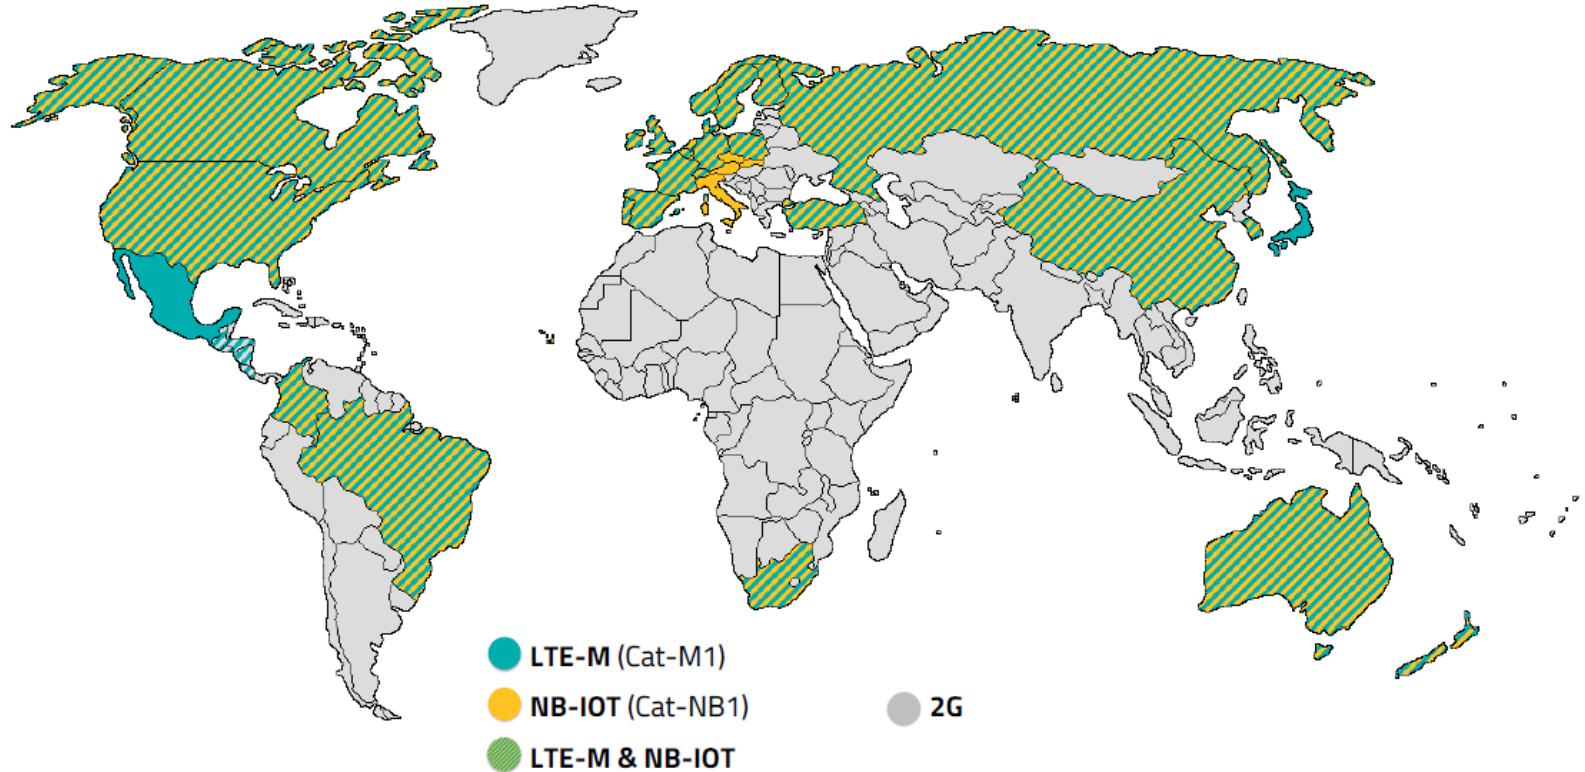 LTE-M (Cat-M1)
NB-IOT (Cat-NB1)
2G
LTE-M & NB-IOT